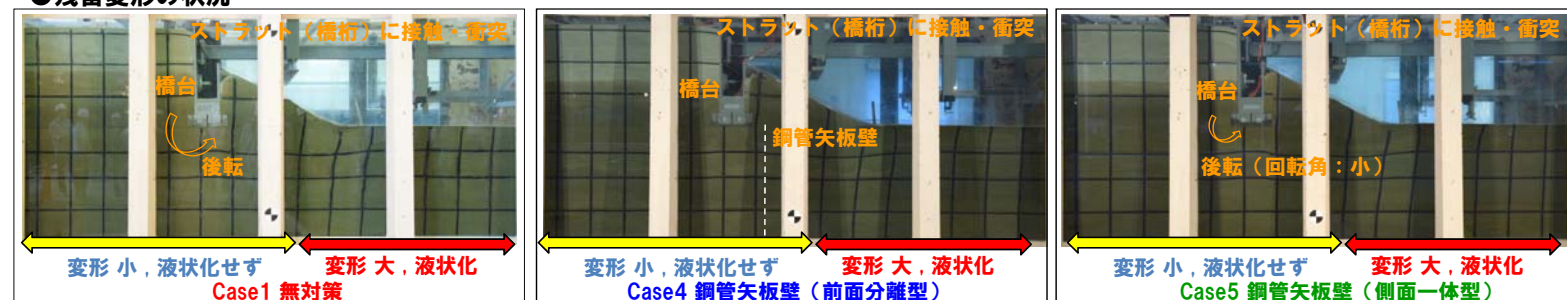 ●残留変形の状況
ストラット（橋桁）に接触・衝突
橋台
後転
変形 小，液状化せず
変形 大，液状化
Case1 無対策
ストラット（橋桁）に接触・衝突
橋台
鋼管矢板壁
変形 小，液状化せず
変形 大，液状化
Case4 鋼管矢板壁（前面分離型）
ストラット（橋桁）に接触・衝突
橋台
後転（回転角：小）
変形 小，液状化せず
変形 大，液状化
Case5 鋼管矢板壁（側面一体型）